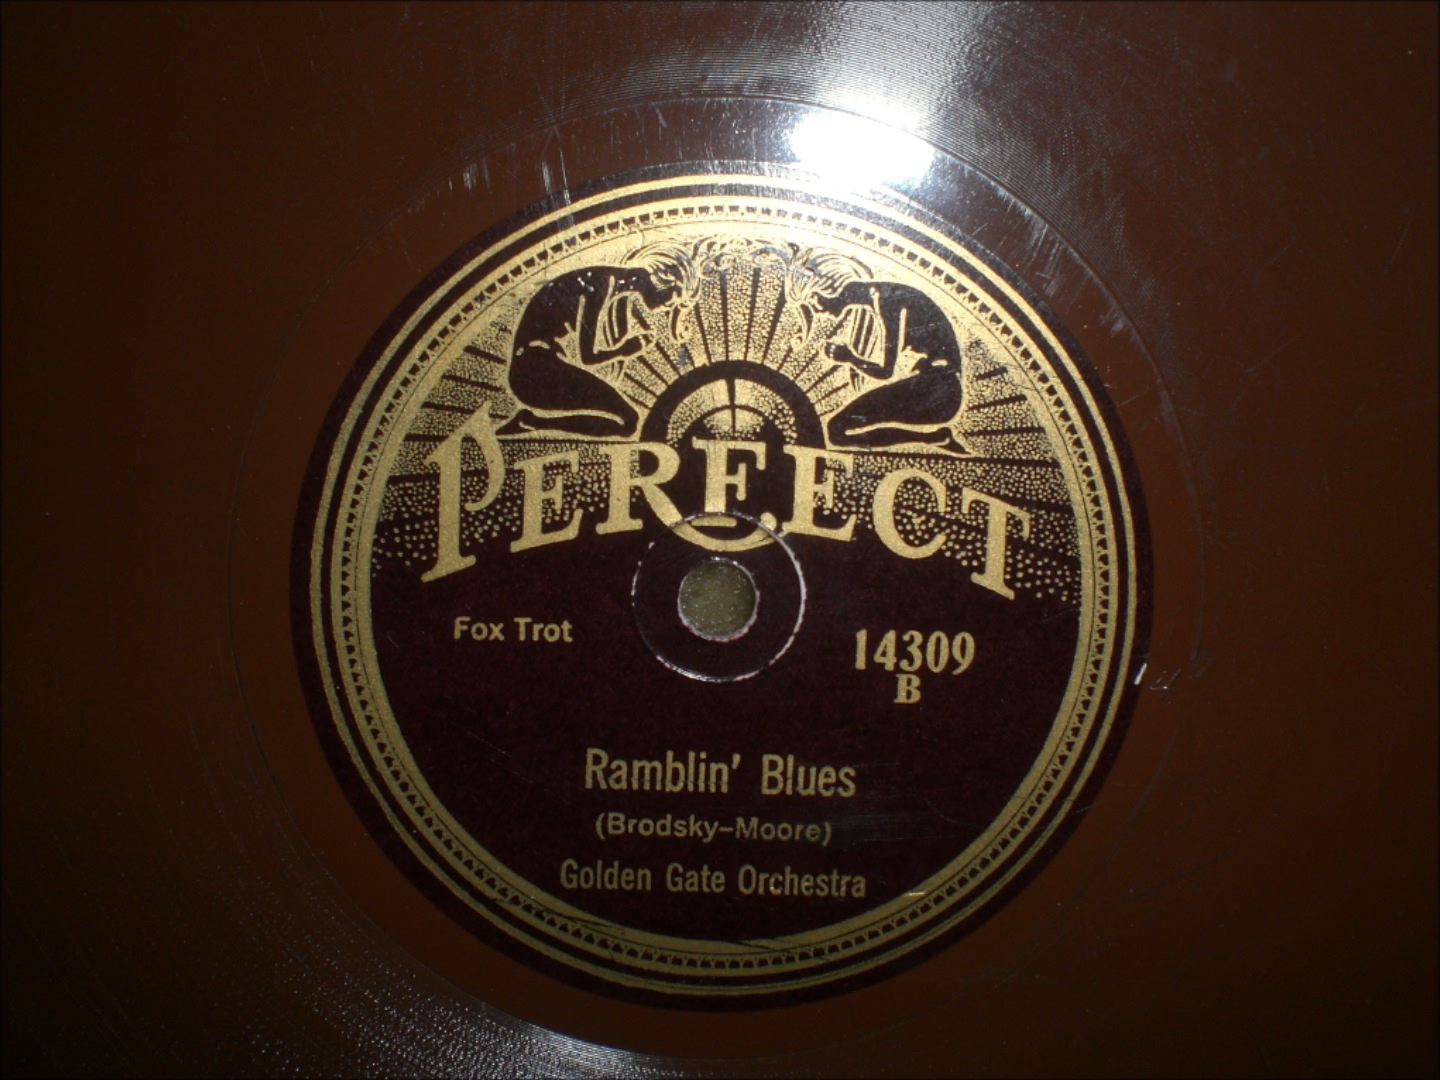 PERFECT
Fox Trot
14309
B
Ramblin' Blues
(Brodsky-Moore)
Golden Gate Orchestra